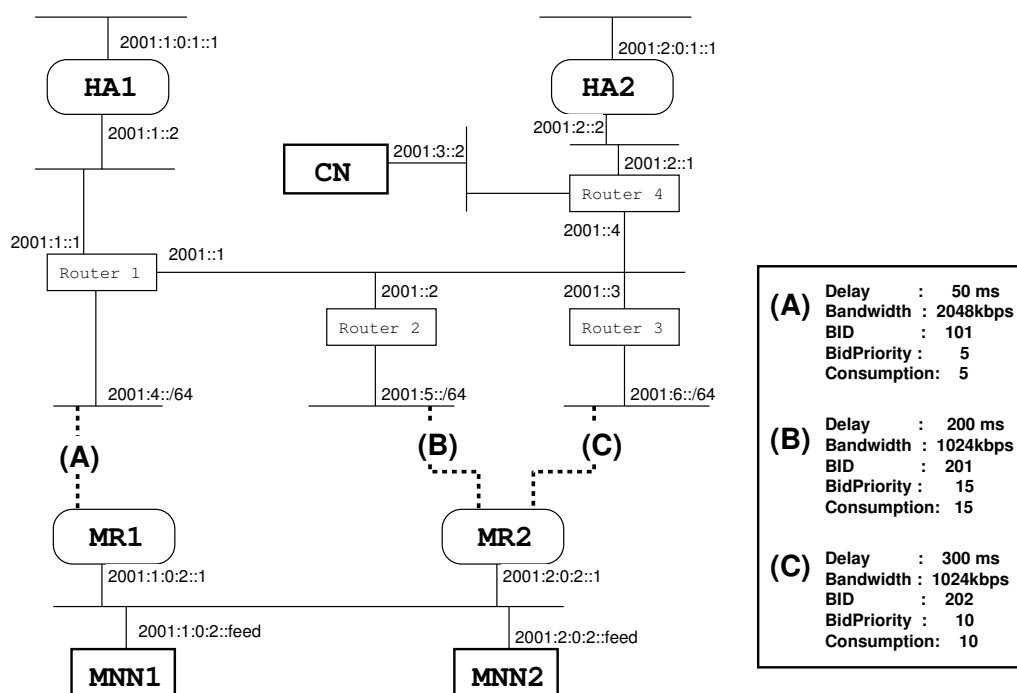 2001:1:0:1::1
2001:2:0:1::1
HA1
HA2
2001:1::2
2001:2::2
CN
2001:3::2
2001:2::1
Router 4
2001::4
2001:1::1
2001::1
Router 1
2001::2
2001::3
Router 2
Router 3
2001:4::/64
2001:5::/64
2001:6::/64
(A)
(B)
(C)
MR1
MR2
2001:1:0:2::1
2001:2:0:2::1
2001:1:0:2::feed
2001:2:0:2::feed
MNN1
MNN2
(A)
Delay : 50 ms
Bandwidth : 2048kbps
BID : 101
BidPriority : 5
Consumption: 5
(B)
Delay : 200 ms
Bandwidth : 1024kbps
BID : 201
BidPriority : 15
Consumption: 15
(C)
Delay : 300 ms
Bandwidth : 1024kbps
BID : 202
BidPriority : 10
Consumption: 10